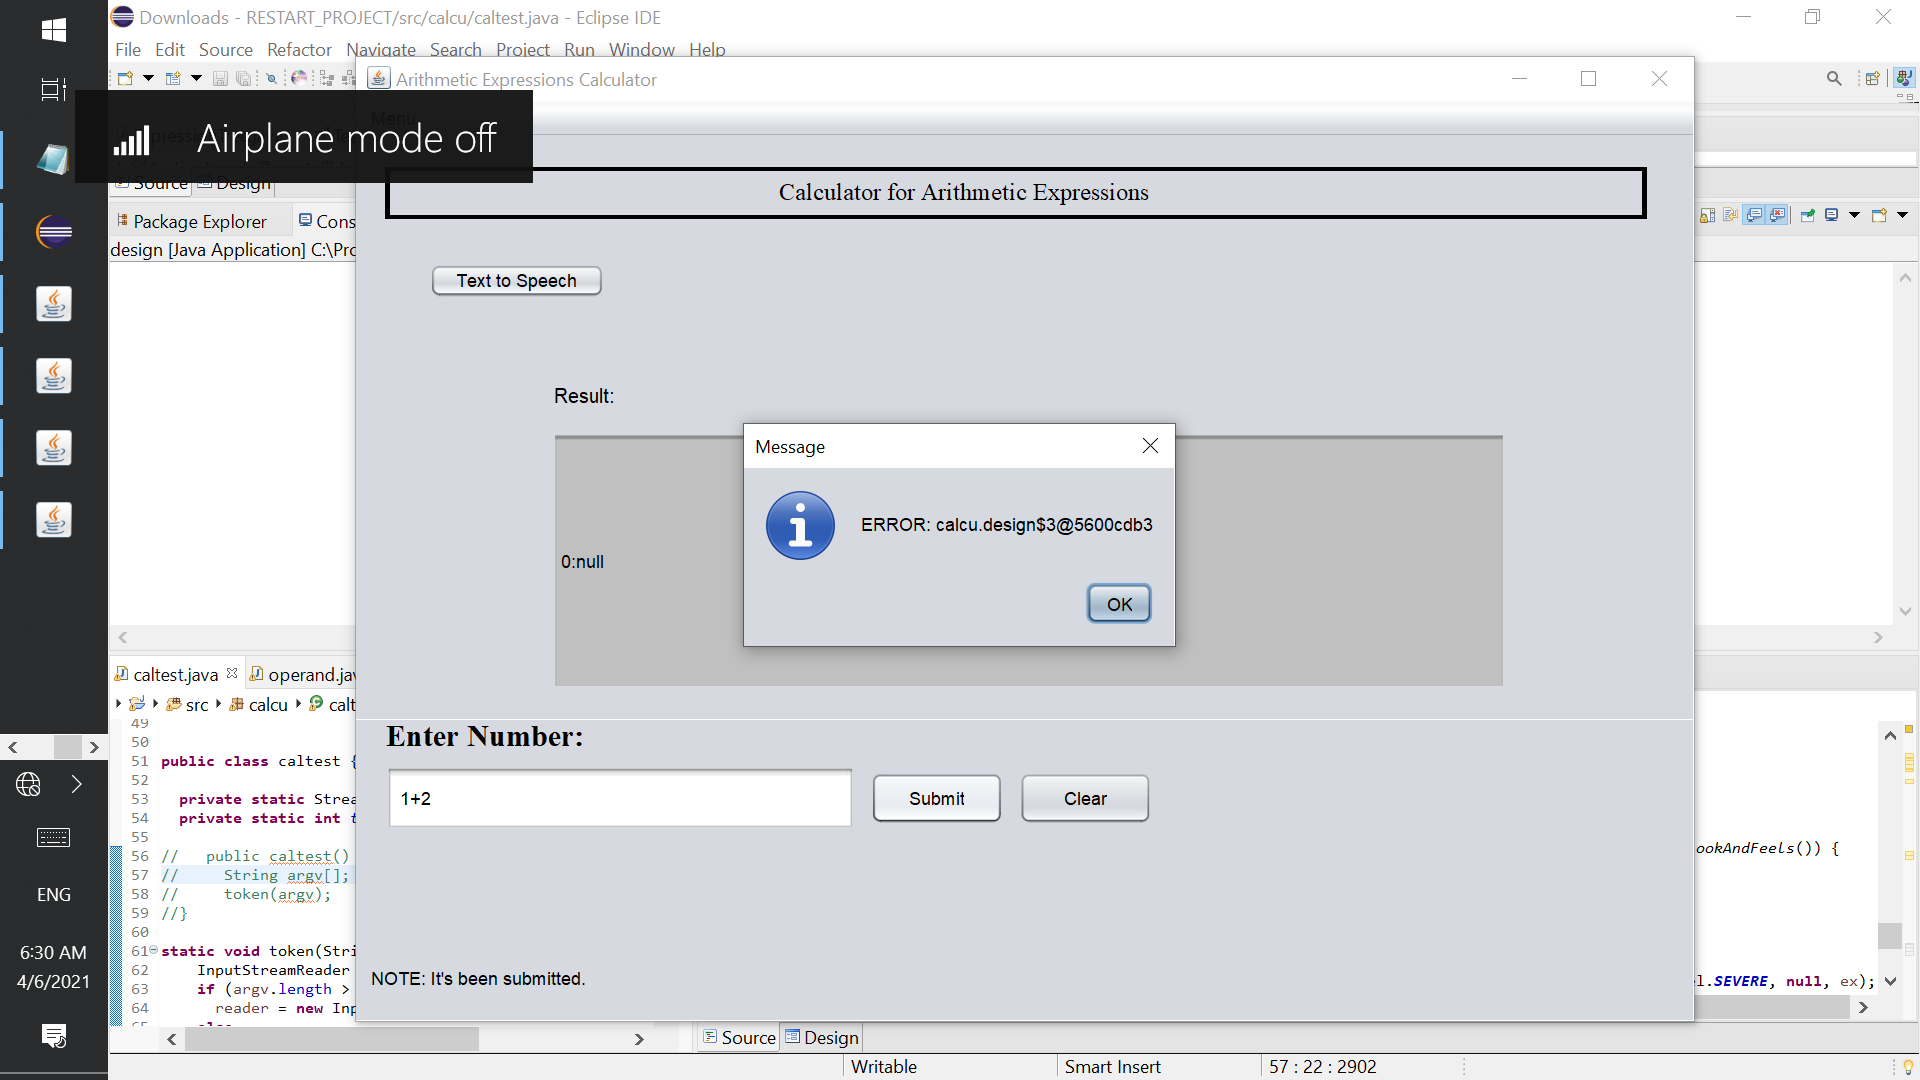 Downloads - RESTART_PROJECT/src/calcu/caltest.java - Eclipse IDE
File Edit Source Refactor Navigate Search Project Run Window Help
Arithmetic Expressions Calculator
Menu
Airplane mode off
Source Design
Calculator for Arithmetic Expressions
Package Explorer Cons
design [Java Application] C:\Pro
Text to Speech
Result:
Message
ERROR: calcu.design$3@5600cdb3
0:null
OK
caltest.java operand.jav
src calcu calt
Enter Number:
1+2 Submit Clear
49
50
51 public class caltest {
52
53 private static Strea
54 private static int t
55
56 // public caltest()
57 // String argv[];
58 // token(argv);
59 //}
60
61 static void token(Stri
62 InputStreamReader
63 if (argv.length >
64 reader = new Inp
65 else
ookAndFeels()) {
l.SEVERE, null, ex);
NOTE: It's been submitted.
Source Design
Writable Smart Insert 57 : 22 : 2902
ENG
6:30 AM
4/6/2021